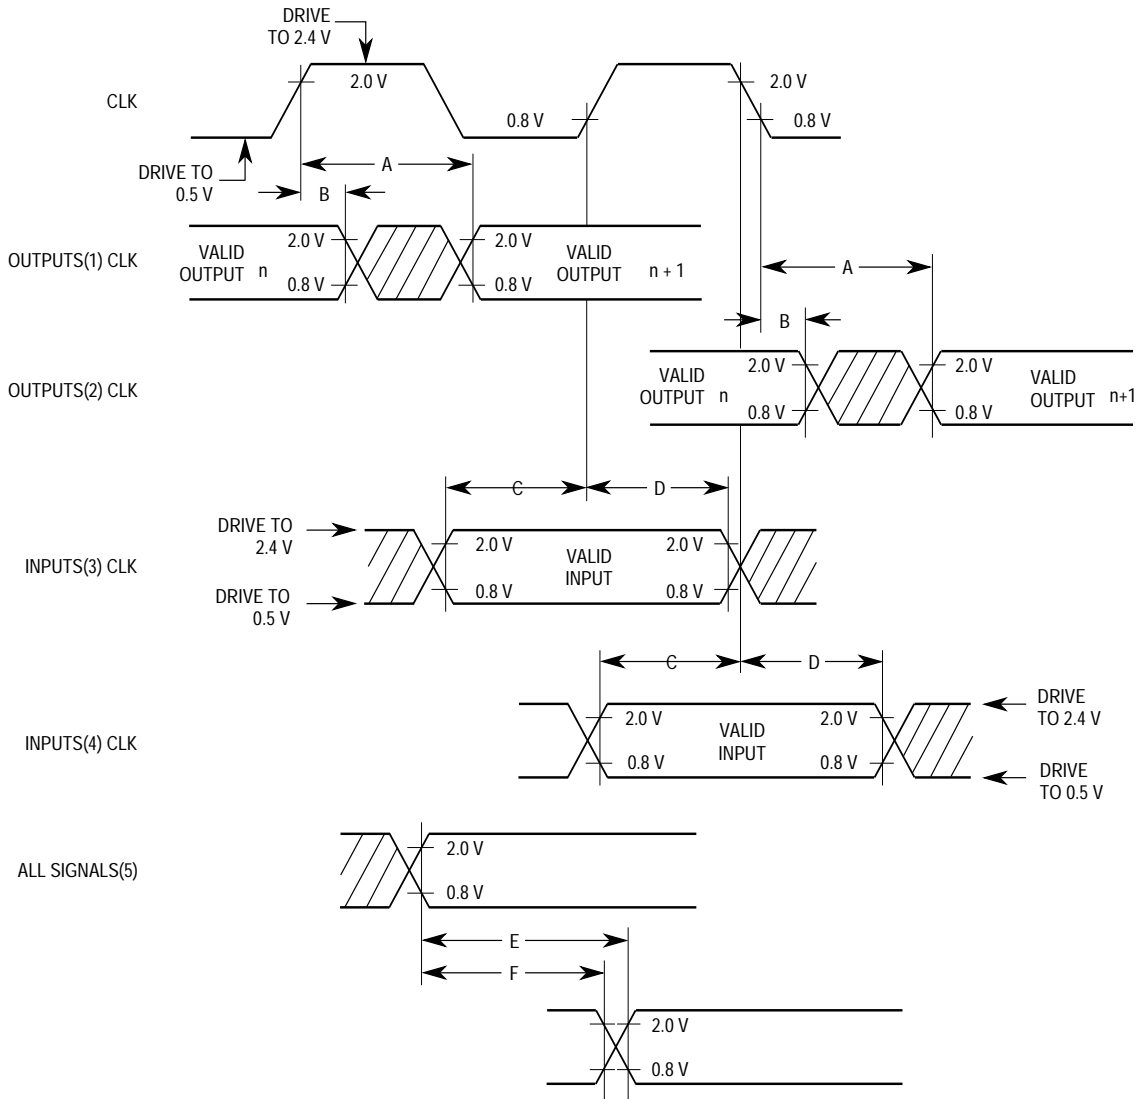 DRIVE
TO 2.4 V
2.0 V
2.0 V
CLK
0.8 V
0.8 V
DRIVE TO
0.5 V
A
B
OUTPUTS(1) CLK
VALID
OUTPUT n
2.0 V
0.8 V
2.0 V
0.8 V
VALID
OUTPUT n + 1
A
B
OUTPUTS(2) CLK
VALID
OUTPUT n
2.0 V
0.8 V
2.0 V
0.8 V
VALID
OUTPUT n+1
C
D
DRIVE TO
2.4 V
INPUTS(3) CLK
DRIVE TO
0.5 V
2.0 V
0.8 V
VALID
INPUT
2.0 V
0.8 V
C
D
INPUTS(4) CLK
2.0 V
0.8 V
VALID
INPUT
2.0 V
0.8 V
DRIVE
TO 2.4 V
DRIVE
TO 0.5 V
ALL SIGNALS(5)
2.0 V
0.8 V
E
F
2.0 V
0.8 V